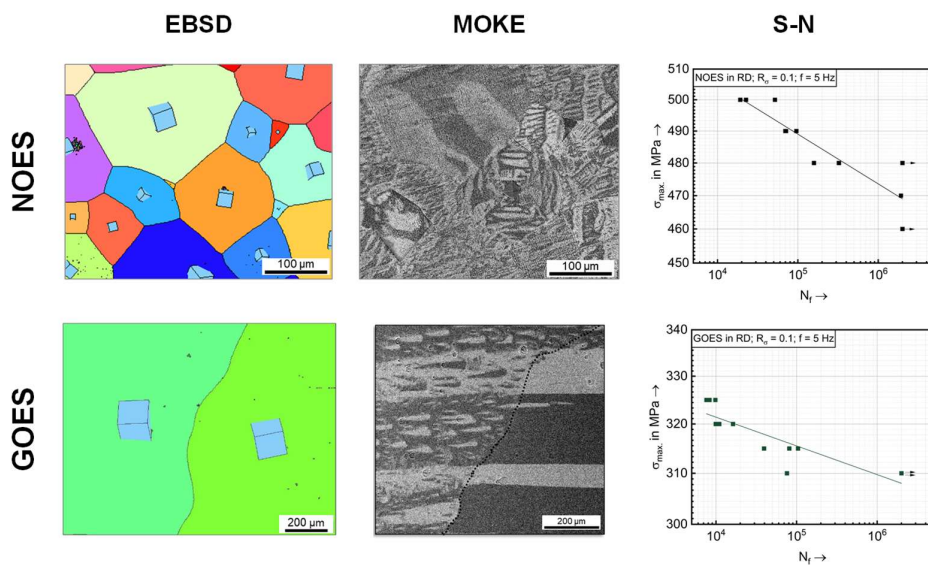 EBSD
MOKE
S-N
NOES
100 µm
100 µm
NOES in RD; Rσ = 0.1; f = 5 Hz
σmax. in MPa →
510
500
490
480
470
460
450
10⁴
10⁵
10⁶
Nf →
GOES
200 µm
200 µm
GOES in RD; Rσ = 0.1; f = 5 Hz
σmax. in MPa →
340
330
320
310
300
10⁴
10⁵
10⁶
Nf →